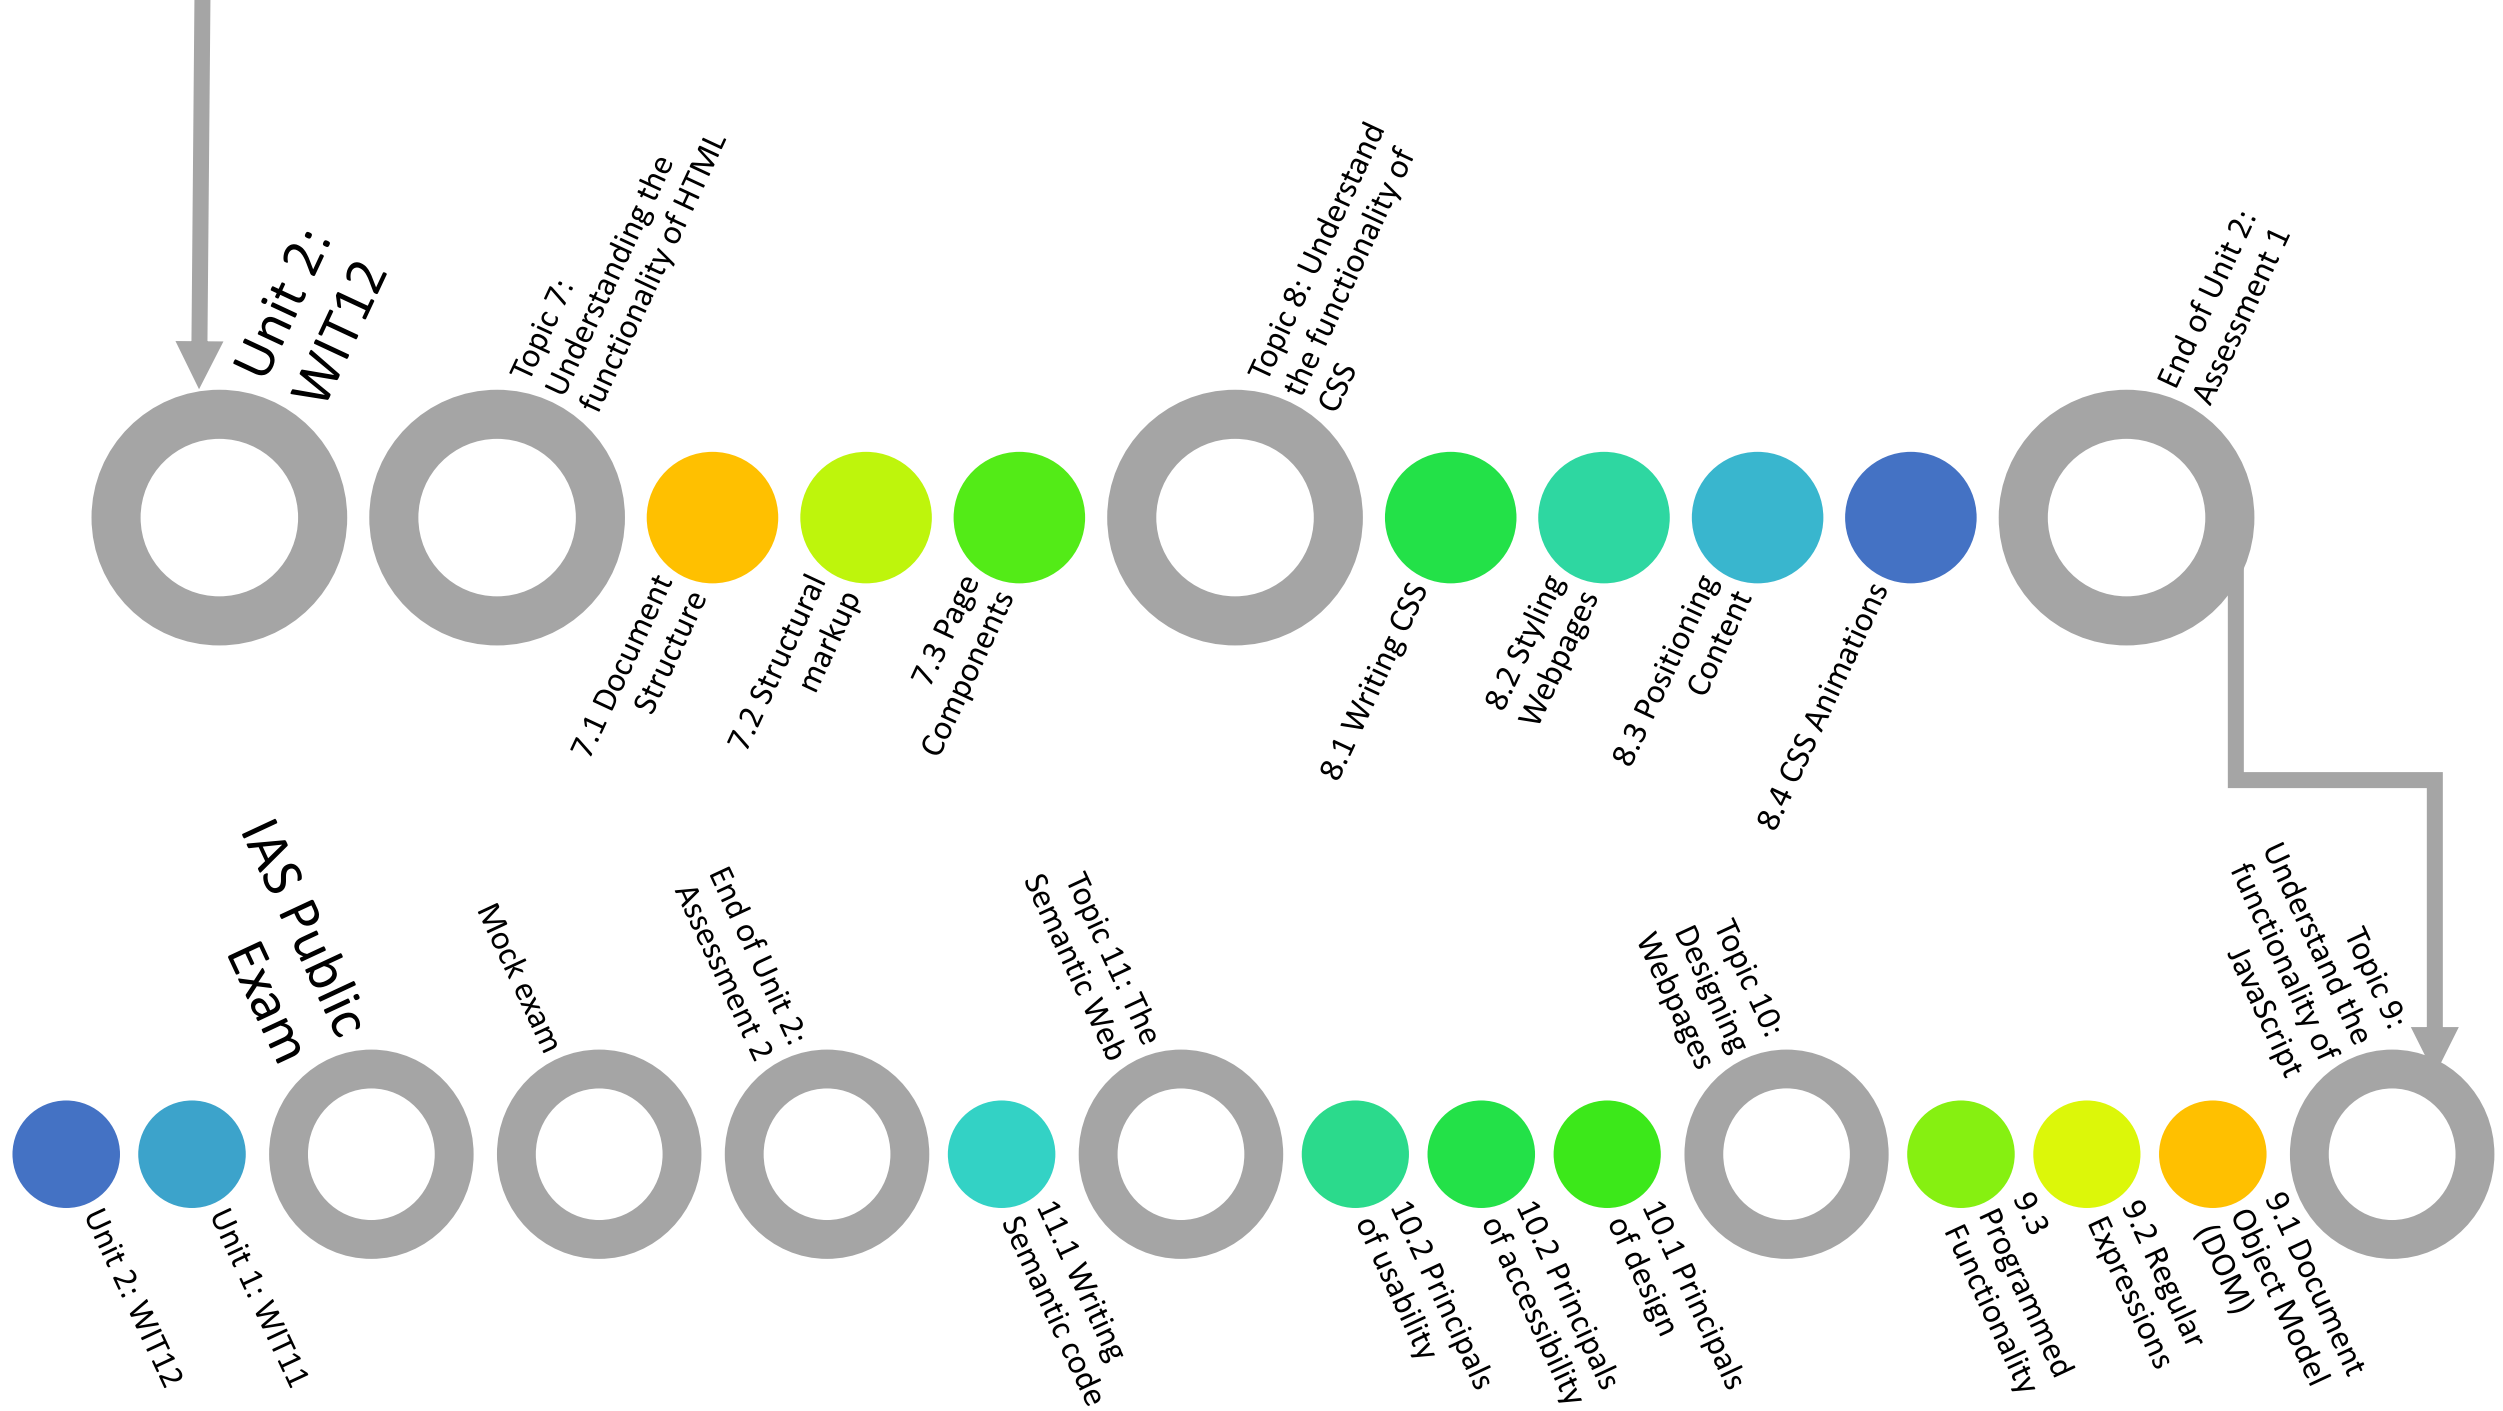 Unit 2:
WIT12
Topic 7:
Understanding the
functionality of HTML
7.1 Document
Structure
7.2 Structural
markup
7.3 Page
Components
Topic 8: Understand
the functionality of
CSS
8.1 Writing CSS
8.2 Styling
Webpages
8.3 Positioning
Content
8.4 CSS Animations
End of Unit 2:
Assessment 1
Topic 9:
Understand the
functionality of
JavaScript
9.1 Document
Object Model
(DOM)
9.2 Regular
Expressions
9.3
Programmed
Functionality
Topic 10:
Designing
Webpages
10.1 Principals
of design
10.2 Principals
of accessibility
10.2 Principals
of usability
Topic 11: The
Semantic Web
11.1 Writing
Semantic code
End of Unit 2:
Assessment 2
Mock exam
IAS Public
Exam
Unit 1: WIT11
Unit 2: WIT12